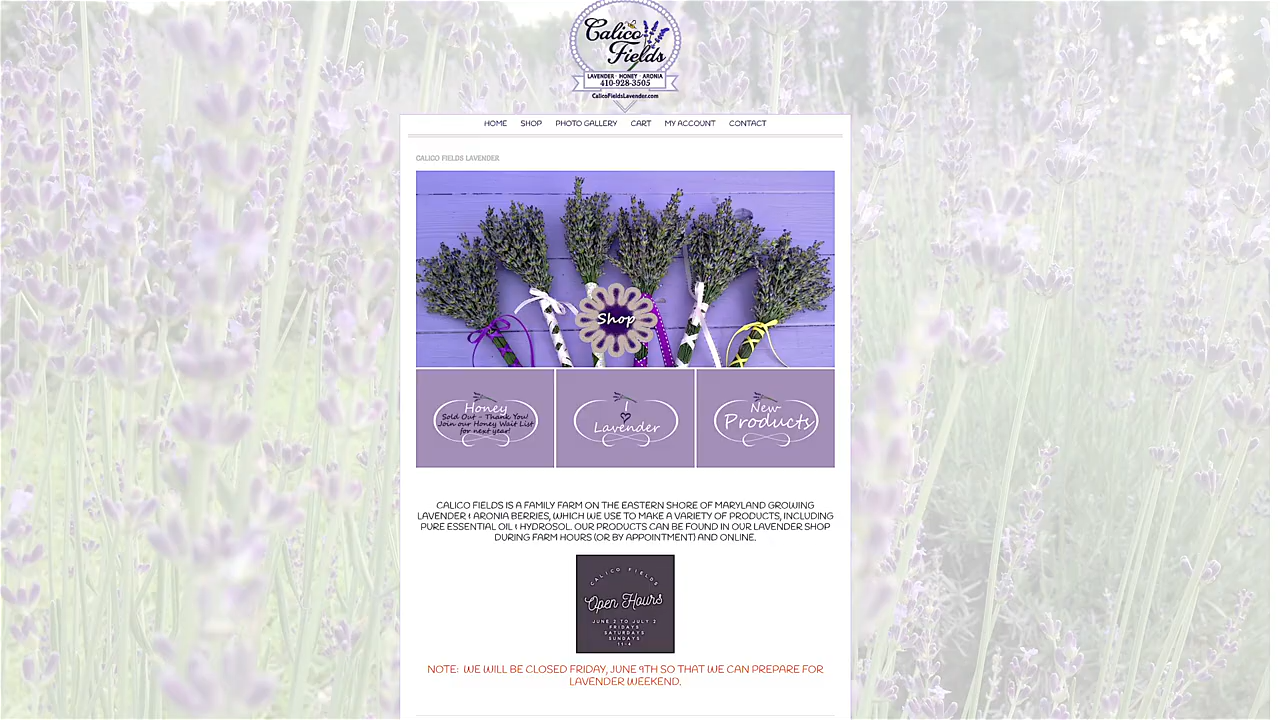 Calico
Fields
LAVENDER · HONEY · ARONIA
410-928-3505
CalicoFieldsLavender.com
HOME SHOP PHOTO GALLERY CART MY ACCOUNT CONTACT
CALICO FIELDS LAVENDER
Shop
Honey
Sold Out - Thank You!
Join our Honey Wait List
for next year!
I
Lavender
New
Products
CALICO FIELDS IS A FAMILY FARM ON THE EASTERN SHORE OF MARYLAND GROWING
LAVENDER & ARONIA BERRIES, WHICH WE USE TO MAKE A VARIETY OF PRODUCTS, INCLUDING
PURE ESSENTIAL OIL & HYDROSOL. OUR PRODUCTS CAN BE FOUND IN OUR LAVENDER SHOP
DURING FARM HOURS (OR BY APPOINTMENT) AND ONLINE.
CALICO FIELDS
Open Hours
JUNE 2 TO JULY 2
FRIDAYS
SATURDAYS
SUNDAYS
11-4
NOTE: WE WILL BE CLOSED FRIDAY, JUNE 9TH SO THAT WE CAN PREPARE FOR
LAVENDER WEEKEND.